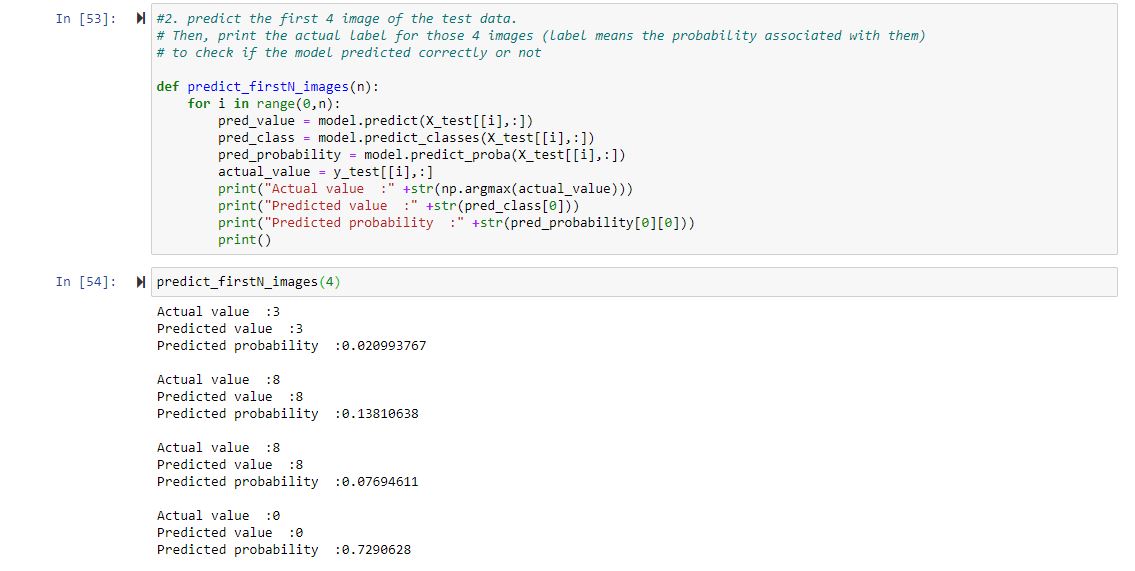 In [53]:
#2. predict the first 4 image of the test data.
# Then, print the actual label for those 4 images (label means the probability associated with them)
# to check if the model predicted correctly or not
def predict_firstN_images(n):
    for i in range(0,n):
        pred_value = model.predict(X_test[[i],:])
        pred_class = model.predict_classes(X_test[[i],:])
        pred_probability = model.predict_proba(X_test[[i],:])
        actual_value = y_test[[i],:]
        print("Actual value  :" +str(np.argmax(actual_value)))
        print("Predicted value  :" +str(pred_class[0]))
        print("Predicted probability  :" +str(pred_probability[0][0]))
        print()
In [54]:
predict_firstN_images(4)
Actual value  :3
Predicted value  :3
Predicted probability  :0.020993767
Actual value  :8
Predicted value  :8
Predicted probability  :0.13810638
Actual value  :8
Predicted value  :8
Predicted probability  :0.07694611
Actual value  :0
Predicted value  :0
Predicted probability  :0.7290628